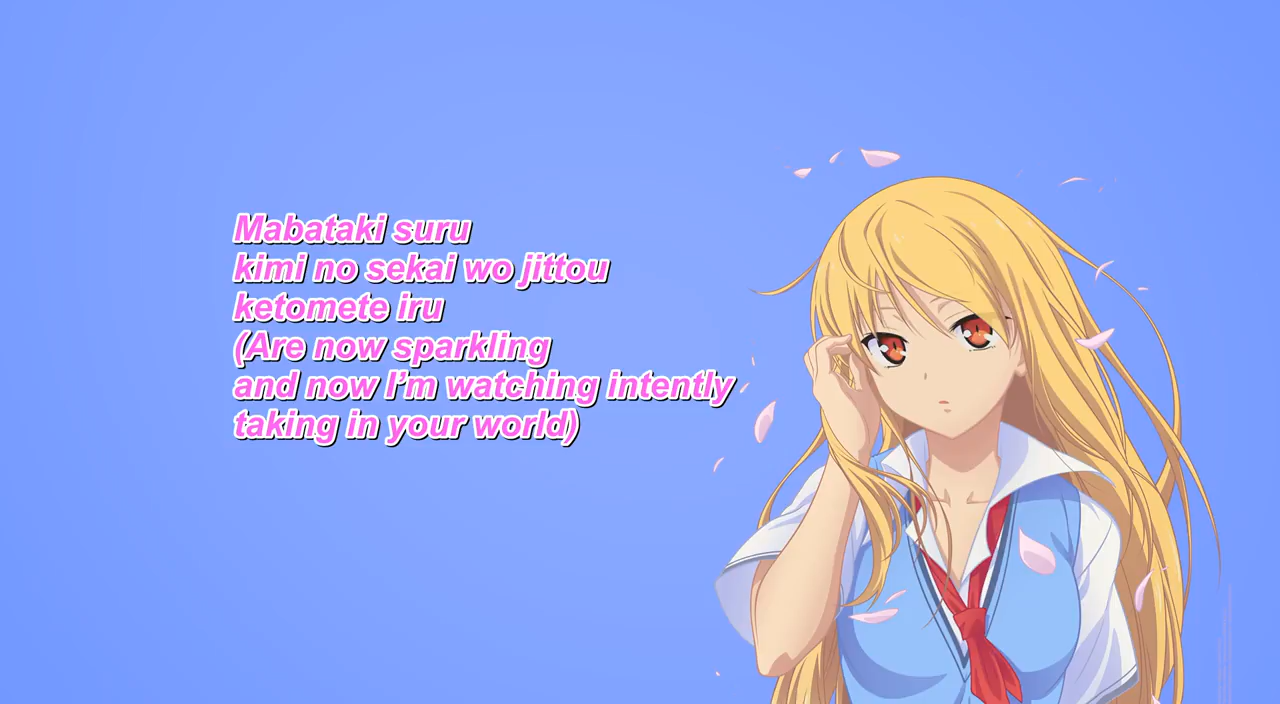 Mabataki suru
kimi no sekai wo jittou
ketomete iru
(Are now sparkling
and now I'm watching intently
taking in your world)